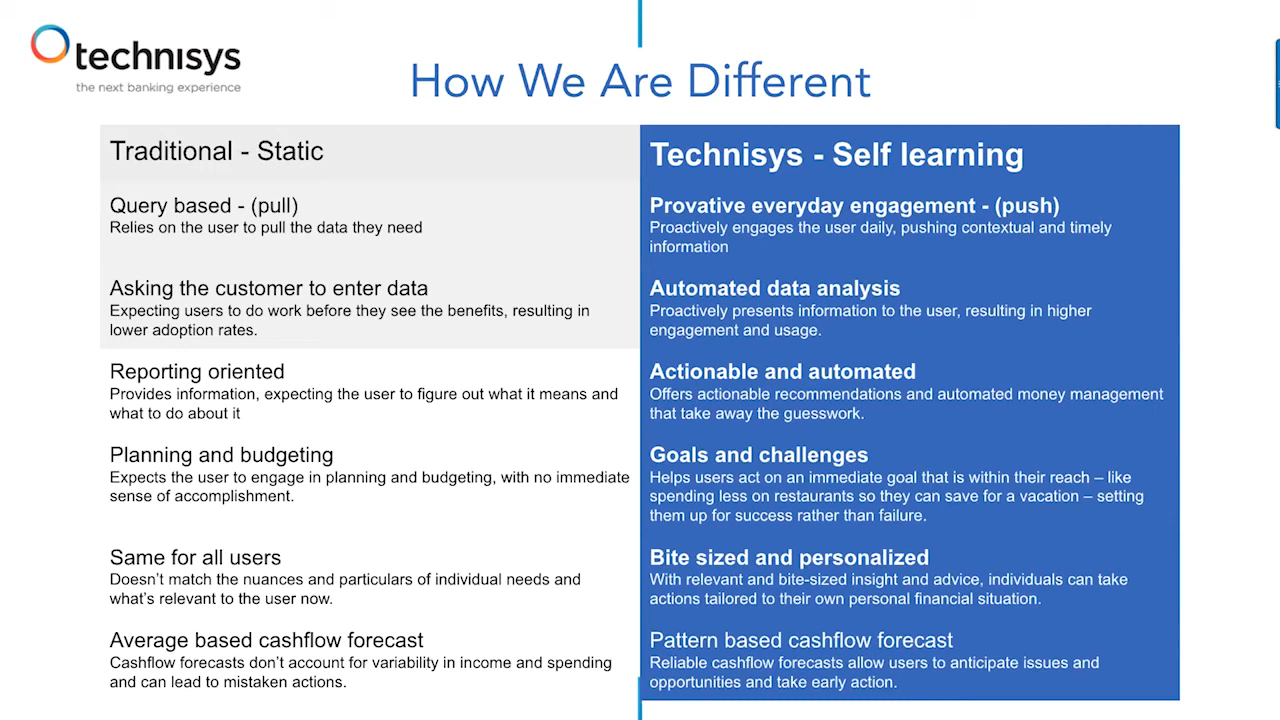 technisys
the next banking experience
How We Are Different
Traditional - Static
Technisys - Self learning
Query based - (pull)
Relies on the user to pull the data they need
Provative everyday engagement - (push)
Proactively engages the user daily, pushing contextual and timely
information
Asking the customer to enter data
Expecting users to do work before they see the benefits, resulting in
lower adoption rates.
Automated data analysis
Proactively presents information to the user, resulting in higher
engagement and usage.
Reporting oriented
Provides information, expecting the user to figure out what it means and
what to do about it
Actionable and automated
Offers actionable recommendations and automated money management
that take away the guesswork.
Planning and budgeting
Expects the user to engage in planning and budgeting, with no immediate
sense of accomplishment.
Goals and challenges
Helps users act on an immediate goal that is within their reach – like
spending less on restaurants so they can save for a vacation – setting
them up for success rather than failure.
Same for all users
Doesn’t match the nuances and particulars of individual needs and
what’s relevant to the user now.
Bite sized and personalized
With relevant and bite-sized insight and advice, individuals can take
actions tailored to their own personal financial situation.
Average based cashflow forecast
Cashflow forecasts don’t account for variability in income and spending
and can lead to mistaken actions.
Pattern based cashflow forecast
Reliable cashflow forecasts allow users to anticipate issues and
opportunities and take early action.